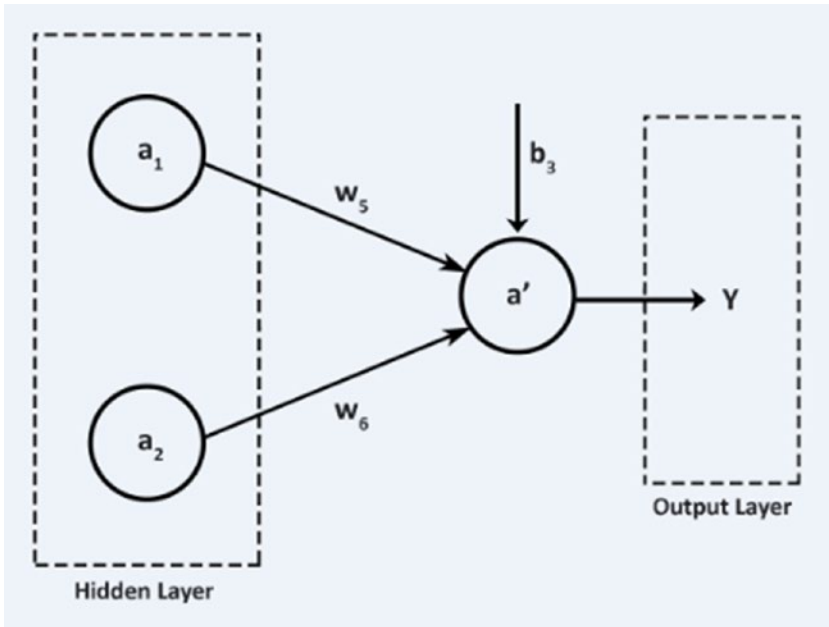 a₁
b₃
w₅
a′
Y
w₆
a₂
Output Layer
Hidden Layer